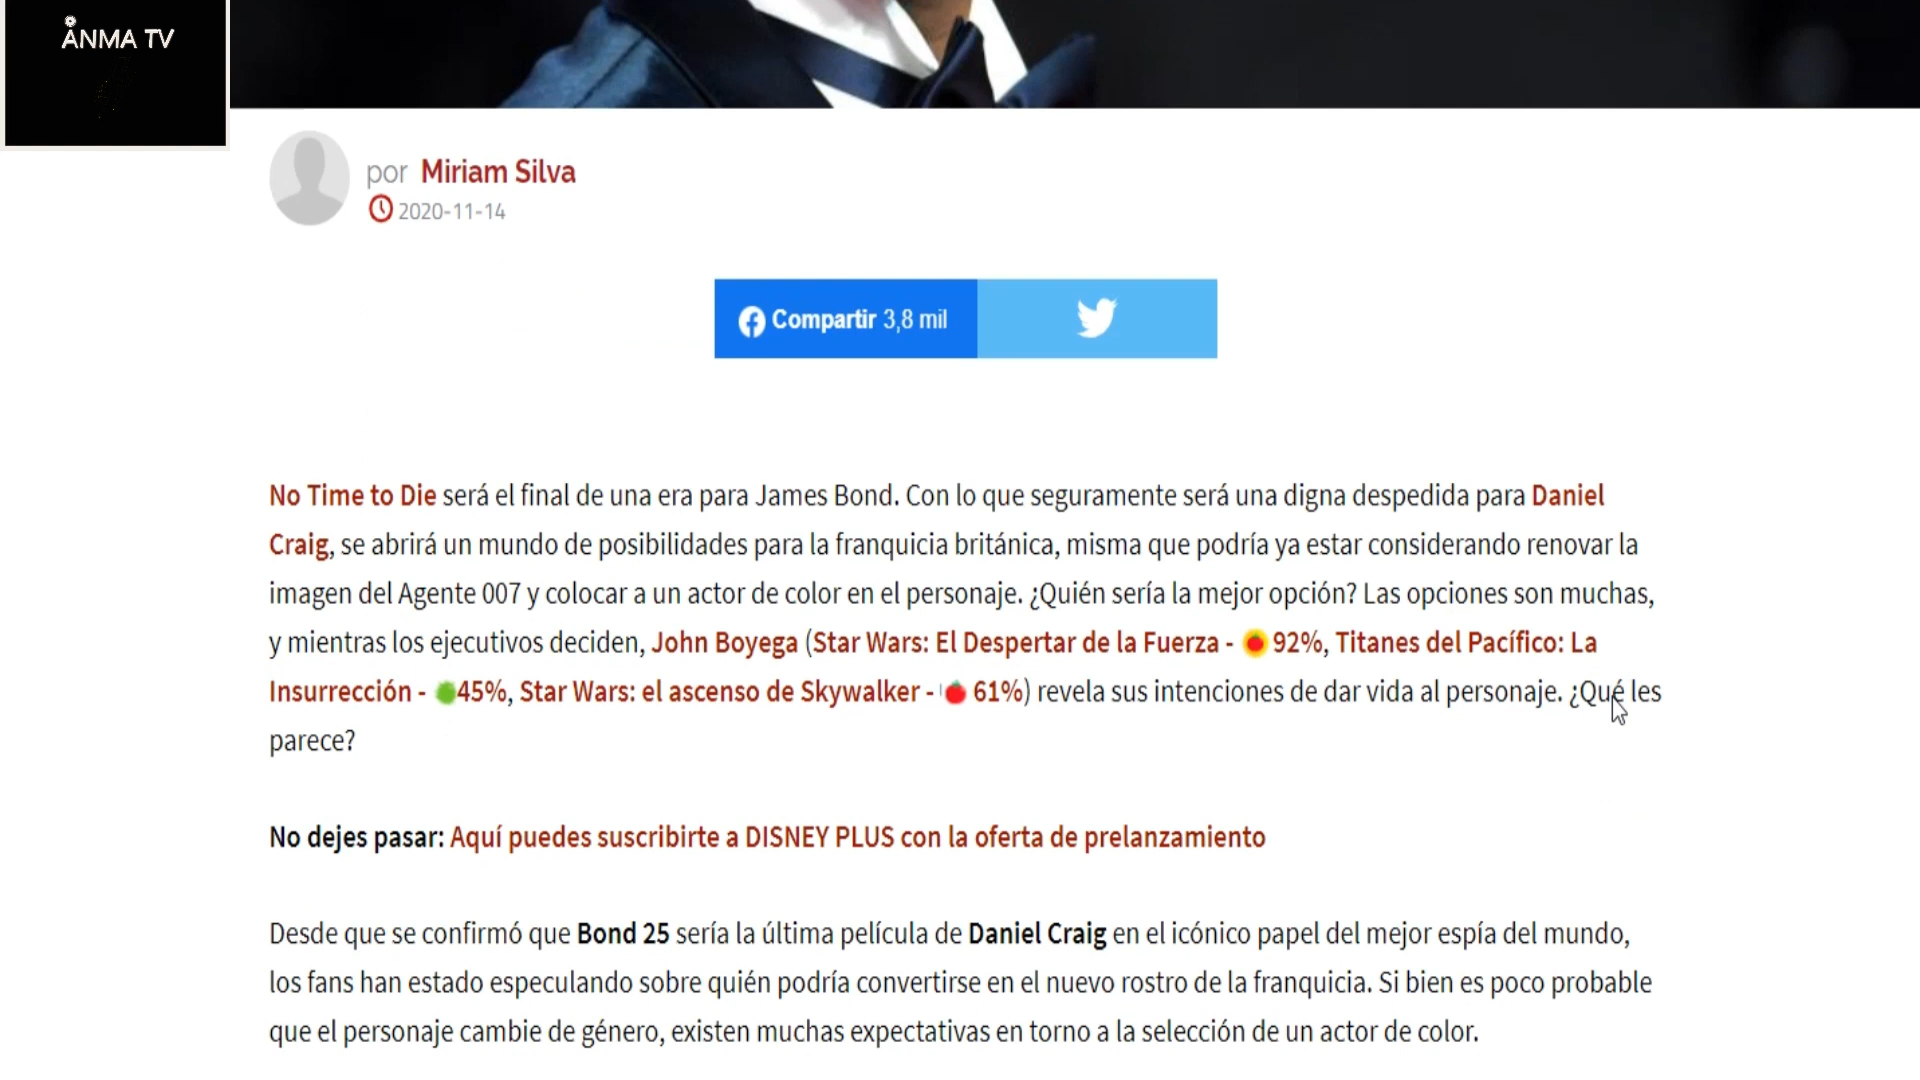 ÅNMA TV
por Miriam Silva
2020-11-14
Compartir 3,8 mil
No Time to Die será el final de una era para James Bond. Con lo que seguramente será una digna despedida para Daniel
Craig, se abrirá un mundo de posibilidades para la franquicia británica, misma que podría ya estar considerando renovar la
imagen del Agente 007 y colocar a un actor de color en el personaje. ¿Quién sería la mejor opción? Las opciones son muchas,
y mientras los ejecutivos deciden, John Boyega (Star Wars: El Despertar de la Fuerza - 92%, Titanes del Pacífico: La
Insurrección - 45%, Star Wars: el ascenso de Skywalker - 61%) revela sus intenciones de dar vida al personaje. ¿Qué les
parece?
No dejes pasar: Aquí puedes suscribirte a DISNEY PLUS con la oferta de prelanzamiento
Desde que se confirmó que Bond 25 sería la última película de Daniel Craig en el icónico papel del mejor espía del mundo,
los fans han estado especulando sobre quién podría convertirse en el nuevo rostro de la franquicia. Si bien es poco probable
que el personaje cambie de género, existen muchas expectativas en torno a la selección de un actor de color.